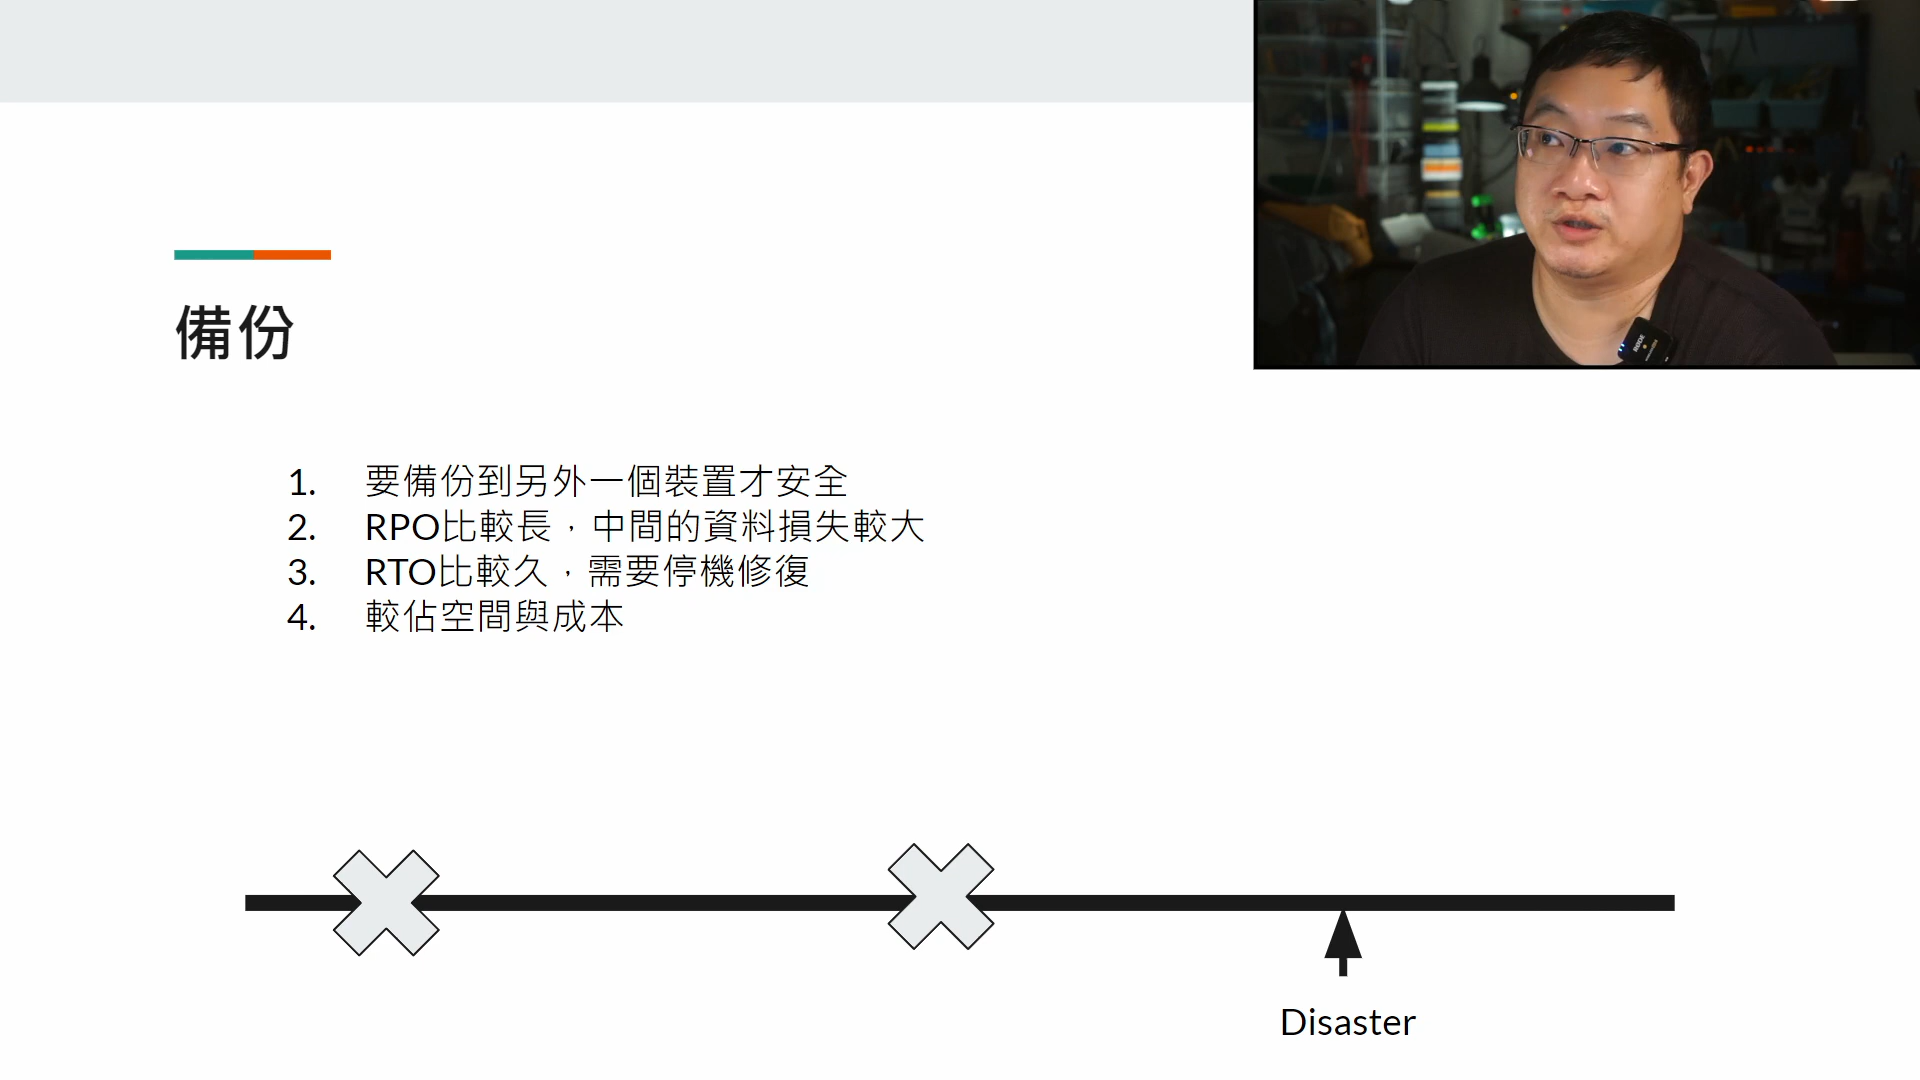 備份
1. 要備份到另外一個裝置才安全
2. RPO比較長，中間的資料損失較大
3. RTO比較久，需要停機修復
4. 較佔空間與成本
Disaster
RØDE